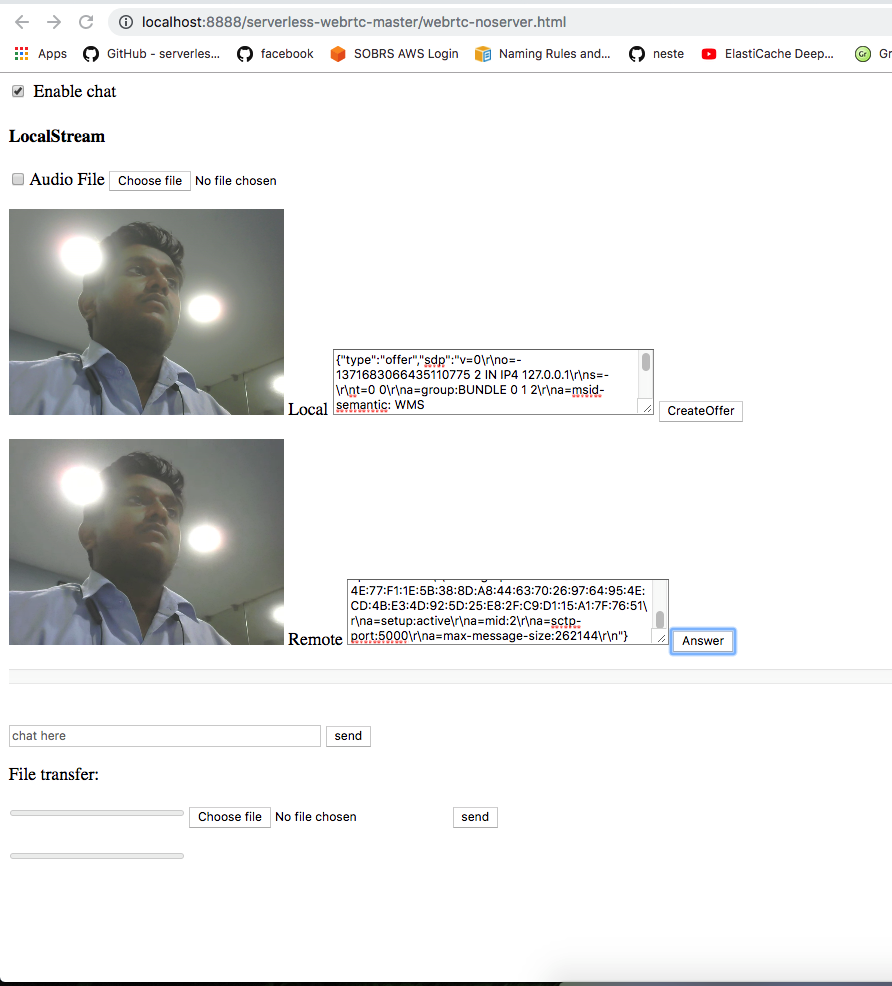 localhost:8888/serverless-webrtc-master/webrtc-noserver.html
Apps GitHub - serverles... facebook SOBRS AWS Login Naming Rules and... neste ElastiCache Deep... Gr
Enable chat
LocalStream
Audio File Choose file No file chosen
{"type":"offer","sdp":"v=0\r\no=-
1371683066435110775 2 IN IP4 127.0.0.1\r\ns=-
\r\nt=0 0\r\na=group:BUNDLE 0 1 2\r\na=msid-
semantic: WMS
Local
CreateOffer
4E:77:F1:1E:5B:38:8D:A8:44:63:70:26:97:64:95:4E:
CD:4B:E3:4D:92:5D:25:E8:2F:C9:D1:15:A1:7F:76:51\
r\na=setup:active\r\na=mid:2\r\na=sctp-
port:5000\r\na=max-message-size:262144\r\n"}
Remote
Answer
chat here send
File transfer:
Choose file No file chosen send